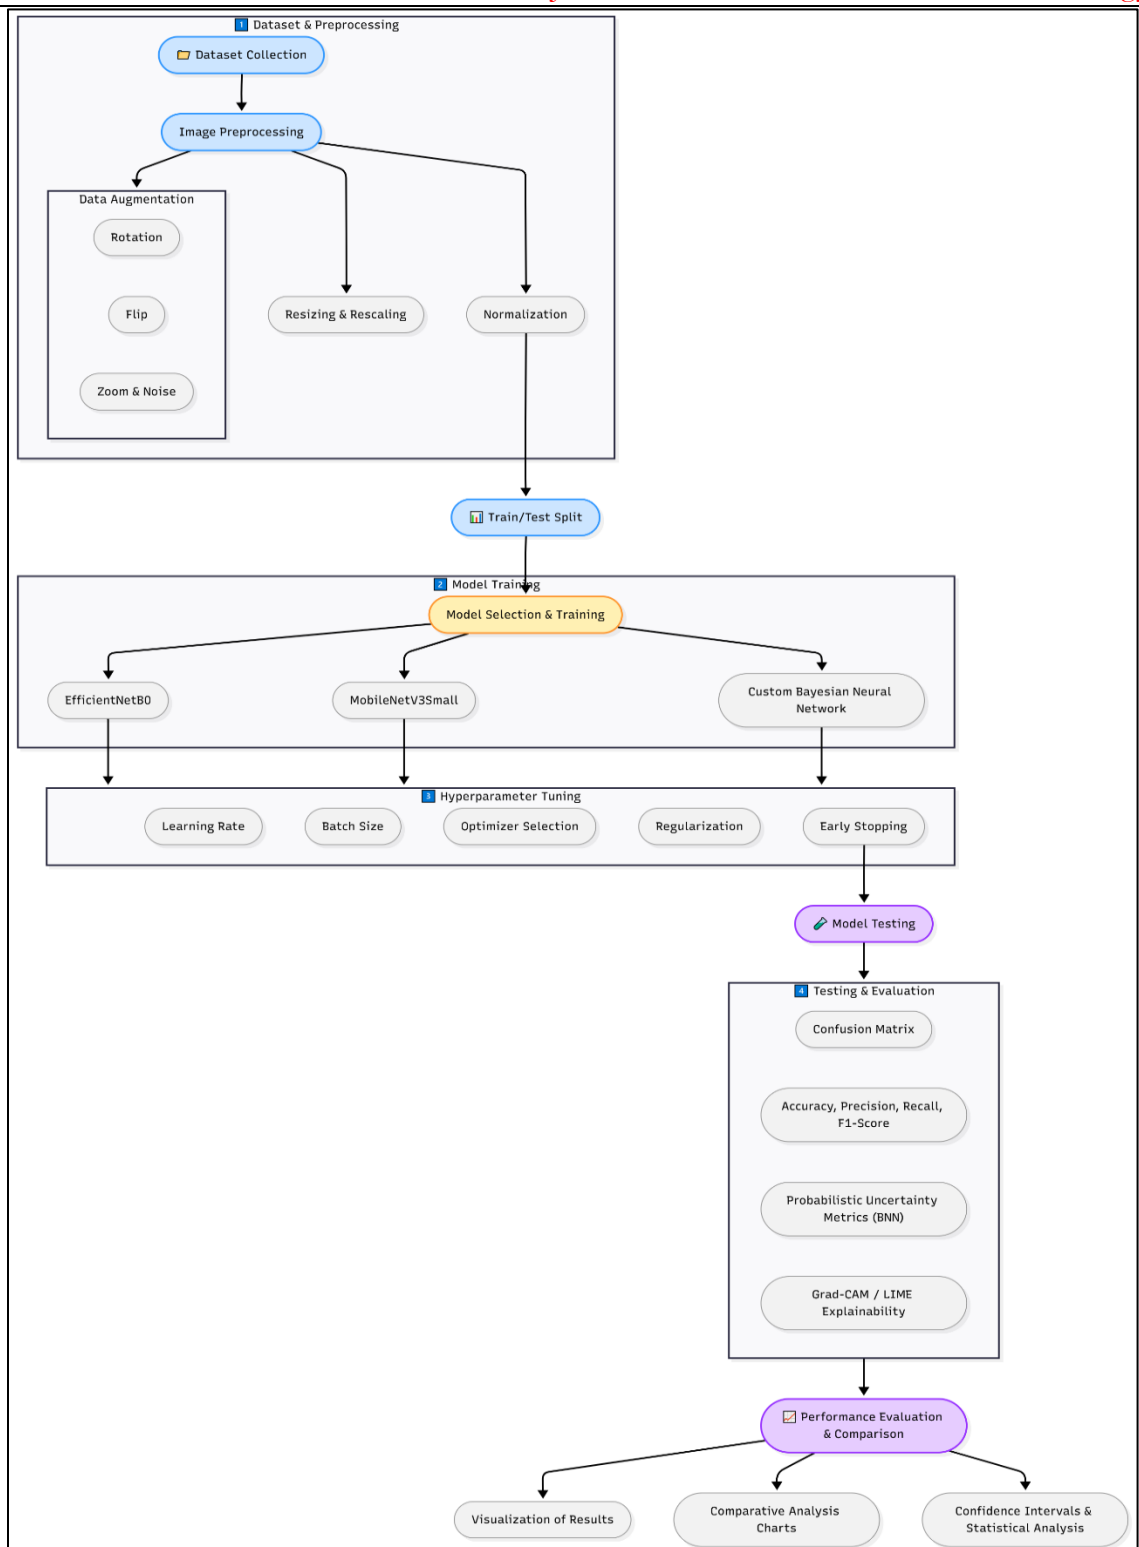 1 Dataset & Preprocessing
Dataset Collection
Image Preprocessing
Data Augmentation
Rotation
Flip
Resizing & Rescaling
Normalization
Zoom & Noise
Train/Test Split
2 Model Training
Model Selection & Training
EfficientNetB0
MobileNetV3Small
Custom Bayesian Neural
Network
3 Hyperparameter Tuning
Learning Rate
Batch Size
Optimizer Selection
Regularization
Early Stopping
Model Testing
4 Testing & Evaluation
Confusion Matrix
Accuracy, Precision, Recall,
F1-Score
Probabilistic Uncertainty
Metrics (BNN)
Grad-CAM / LIME
Explainability
Performance Evaluation
& Comparison
Visualization of Results
Comparative Analysis
Charts
Confidence Intervals &
Statistical Analysis